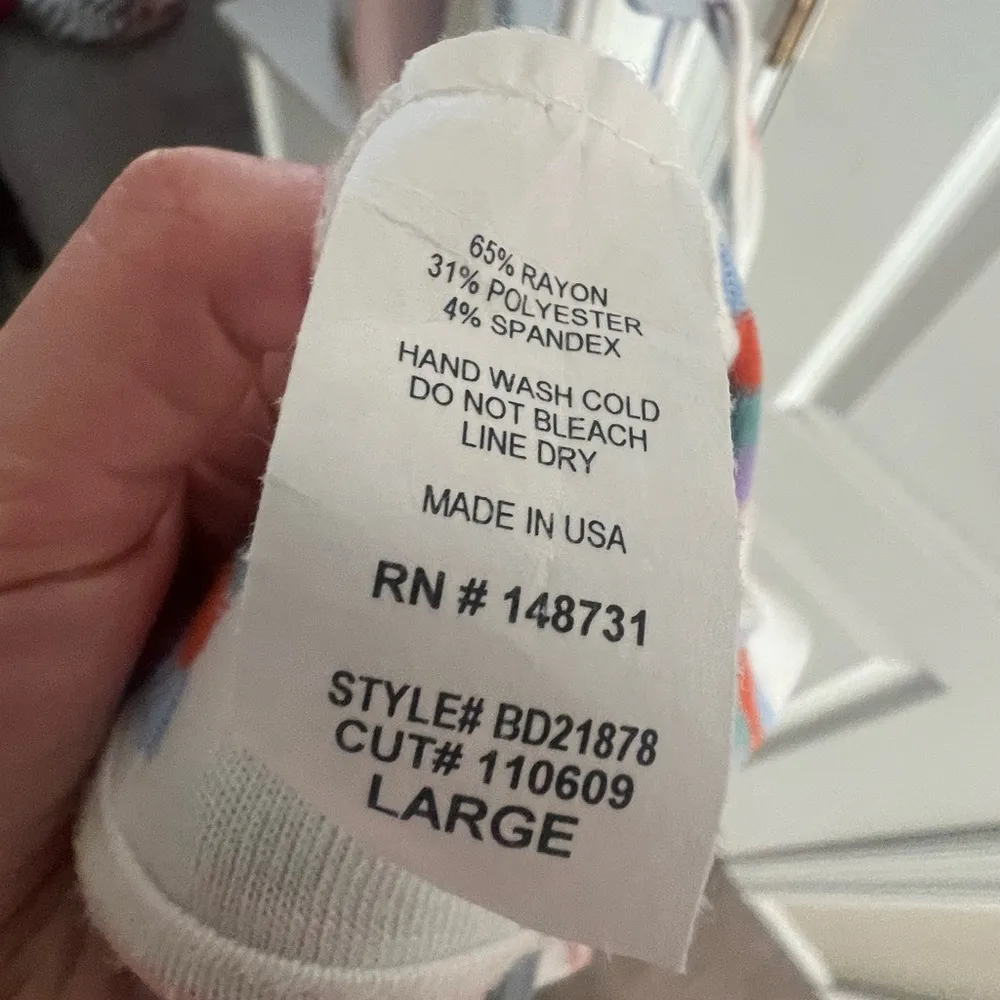 65% RAYON
31% POLYESTER
4% SPANDEX
HAND WASH COLD
DO NOT BLEACH
LINE DRY
MADE IN USA
RN # 148731
STYLE# BD21878
CUT# 110609
LARGE